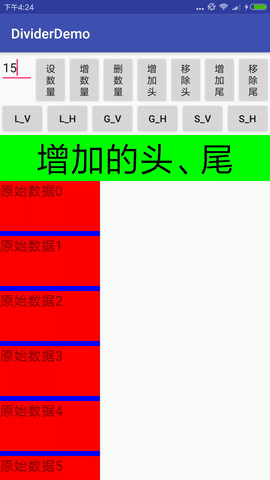 下午4:24
DividerDemo
15 设数量 增数量 删数量 增加头 移除头 增加尾 移除尾
L_V L_H G_V G_H S_V S_H
增加的头、尾
原始数据0
原始数据1
原始数据2
原始数据3
原始数据4
原始数据5